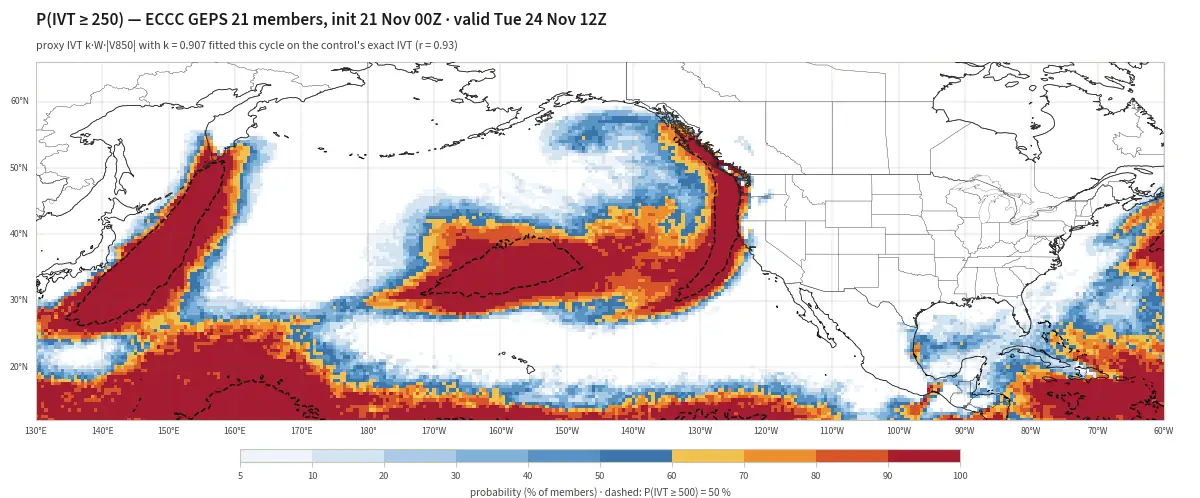 P(IVT ≥ 250) — ECCC GEPS 21 members, init 21 Nov 00Z · valid Tue 24 Nov 12Z
proxy IVT k·W·|V850| with k = 0.907 fitted this cycle on the control's exact IVT (r = 0.93)
60°N
50°N
40°N
30°N
20°N
130°E 140°E 150°E 160°E 170°E 180° 170°W 160°W 150°W 140°W 130°W 120°W 110°W 100°W 90°W 80°W 70°W 60°W
5 10 20 30 40 50 60 70 80 90 100
probability (% of members) · dashed: P(IVT ≥ 500) = 50 %